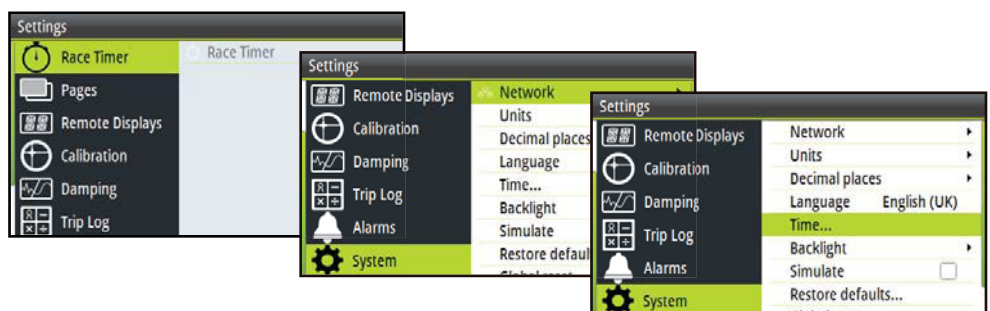 Settings
Race Timer
Pages
Remote Displays
Calibration
Damping
Trip Log
Race Timer
Settings
Remote Displays
Calibration
Damping
Trip Log
Alarms
System
Network
Units
Decimal places
Language
Time...
Backlight
Simulate
Settings
Remote Displays
Calibration
Damping
Trip Log
Alarms
System
Network
Units
Decimal places
Language English (UK)
Time...
Backlight
Simulate
Restore defaults...